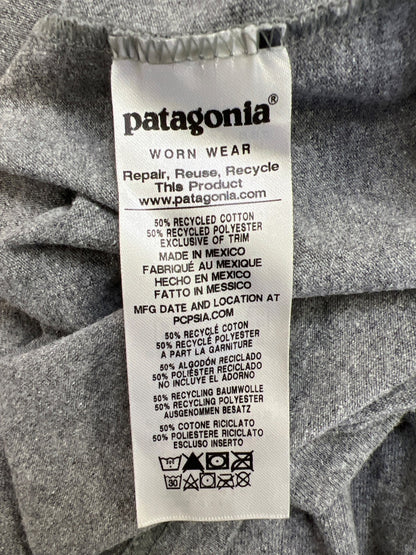 patagonia®
WORN WEAR
Repair, Reuse, Recycle
This Product
www.patagonia.com
50% RECYCLED COTTON
50% RECYCLED POLYESTER
EXCLUSIVE OF TRIM
MADE IN MEXICO
FABRIQUÉ AU MEXIQUE
HECHO EN MEXICO
FATTO IN MESSICO
MFG DATE AND LOCATION AT
PCPSIA.COM
50% RECYCLÉ COTON
50% RECYCLÉ POLYESTER
A PART LA GARNITURE
50% ALGODÓN RECICLADO
50% POLIÉSTER RECICLADO
NO INCLUYE EL ADORNO
50% RECYCLING BAUMWOLLE
50% RECYCLING POLYESTER
AUSGENOMMEN BESATZ
50% COTONE RICICLATO
50% POLIESTERE RICICLATO
ESCLUSO INSERTO
30